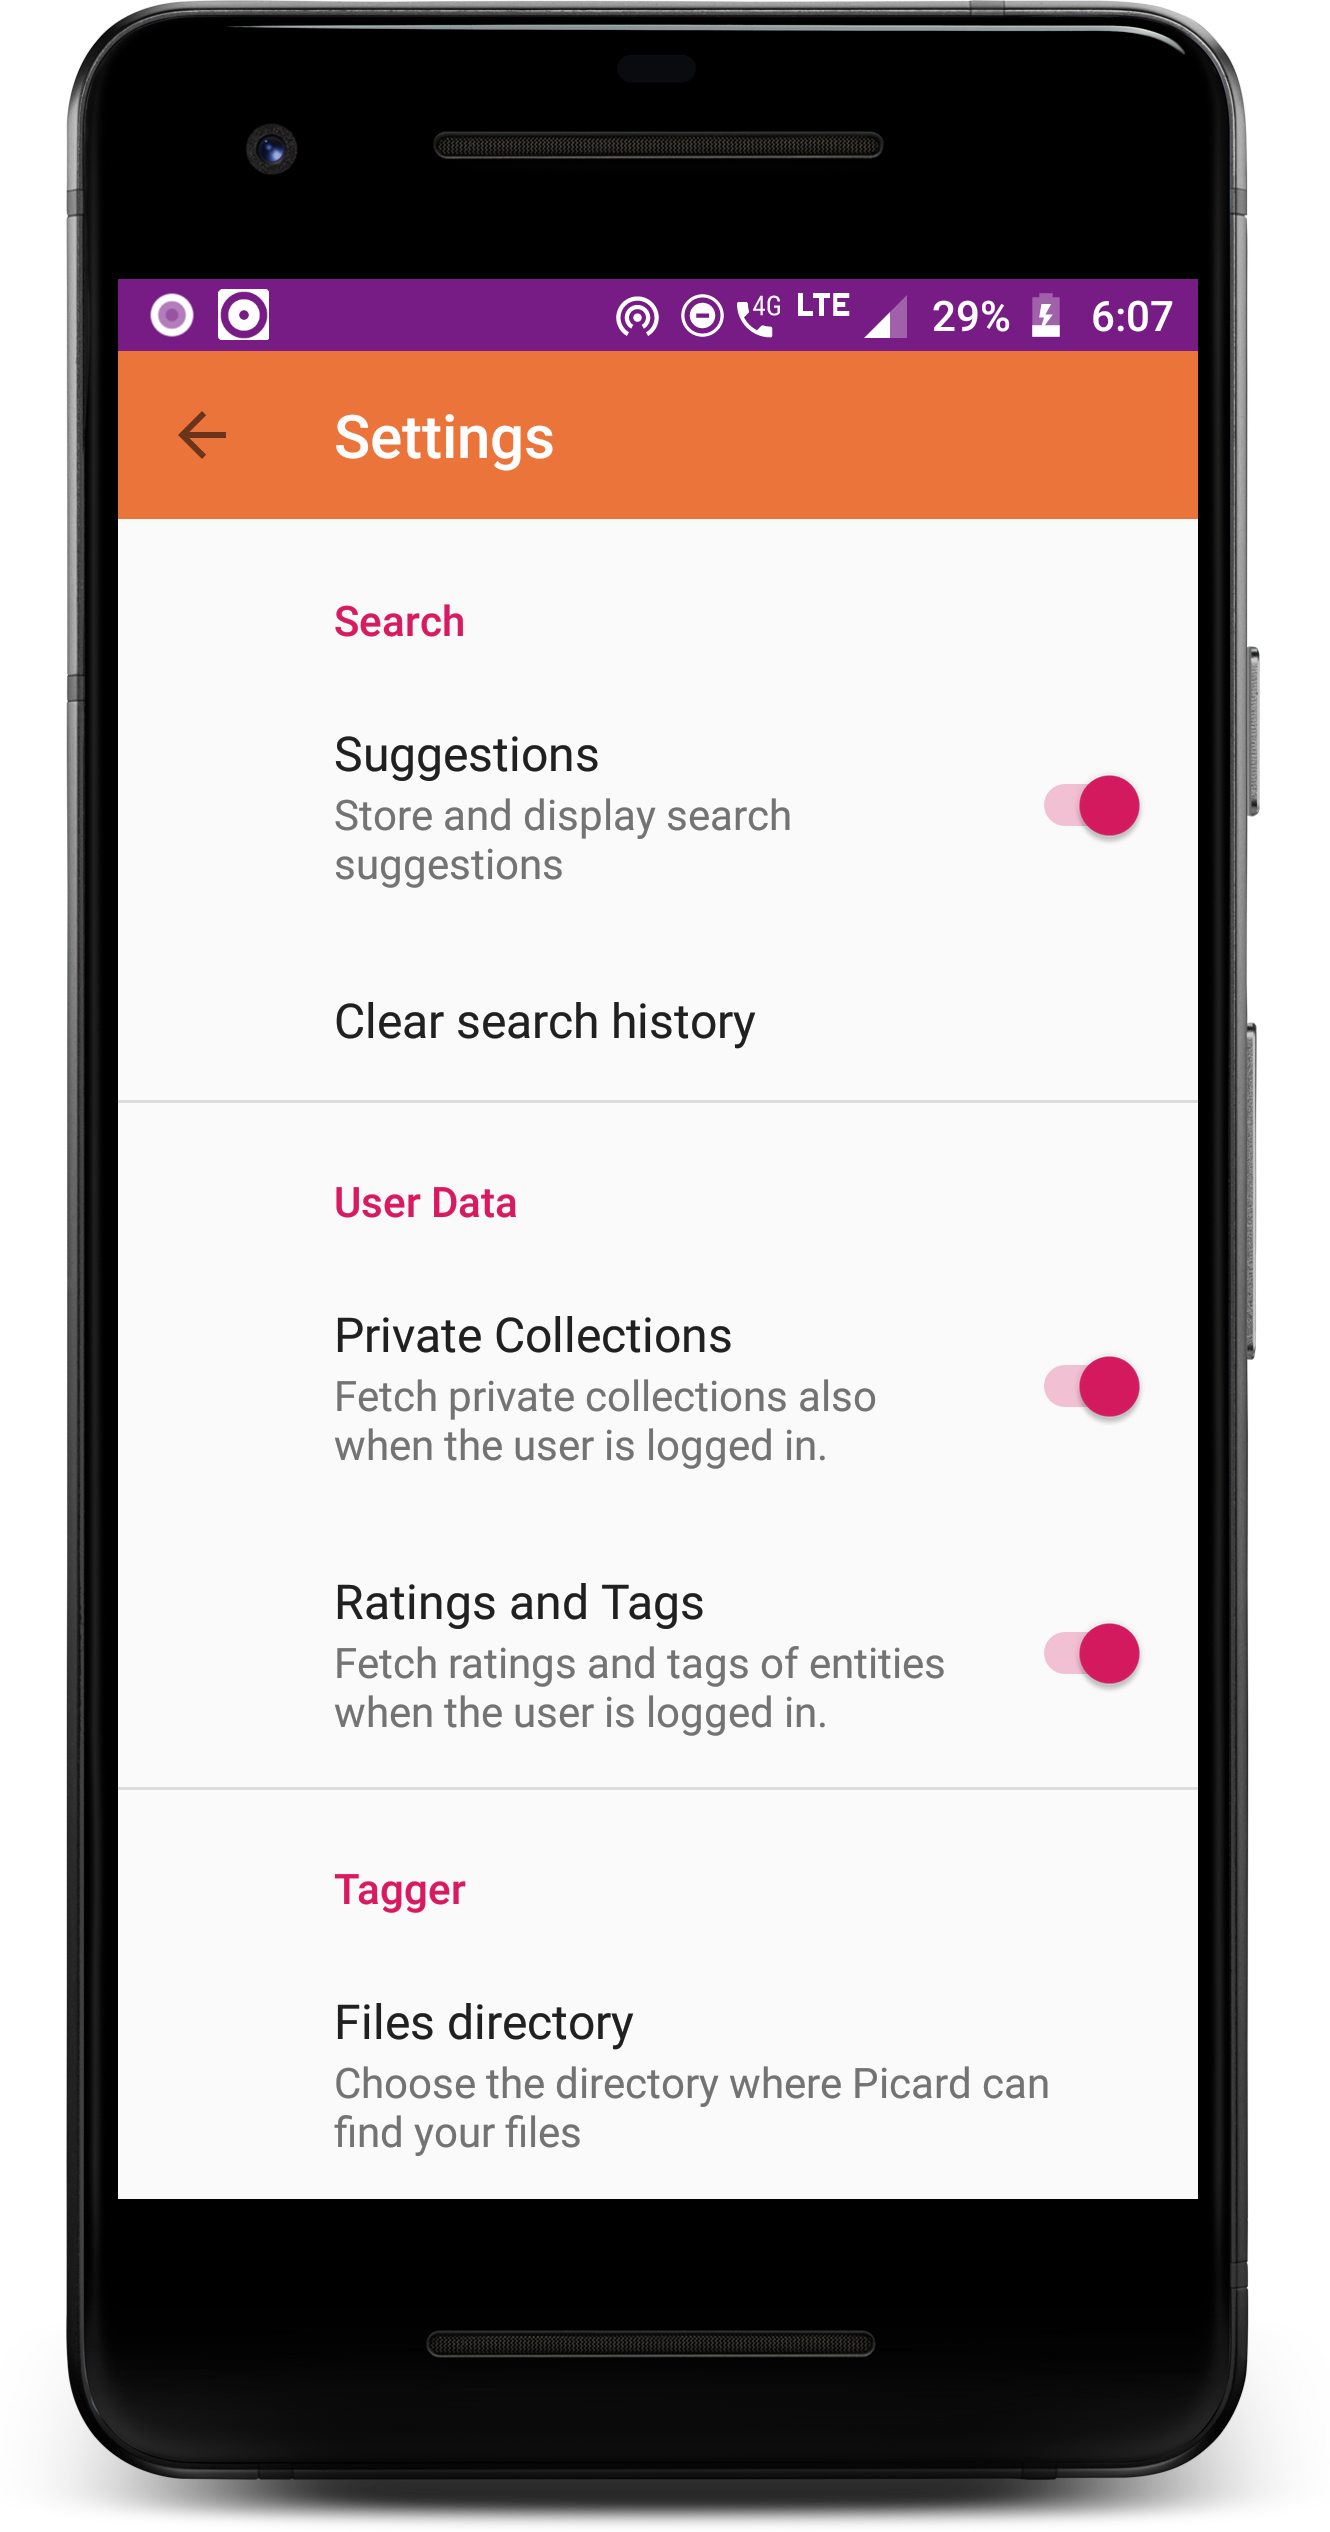 4G LTE 29% 6:07
Settings
Search
Suggestions
Store and display search
suggestions
Clear search history
User Data
Private Collections
Fetch private collections also
when the user is logged in.
Ratings and Tags
Fetch ratings and tags of entities
when the user is logged in.
Tagger
Files directory
Choose the directory where Picard can
find your files